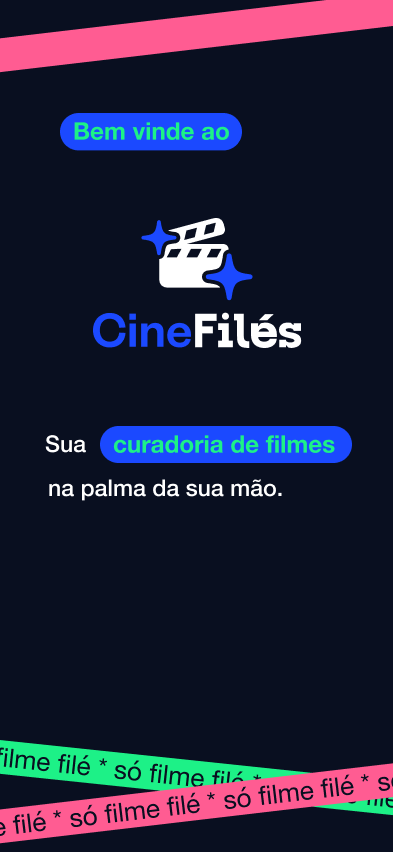 Bem vinde ao
CineFilés
Sua curadoria de filmes
na palma da sua mão.
filme filé * só filme filé *
filé * só filme filé * só filme filé *